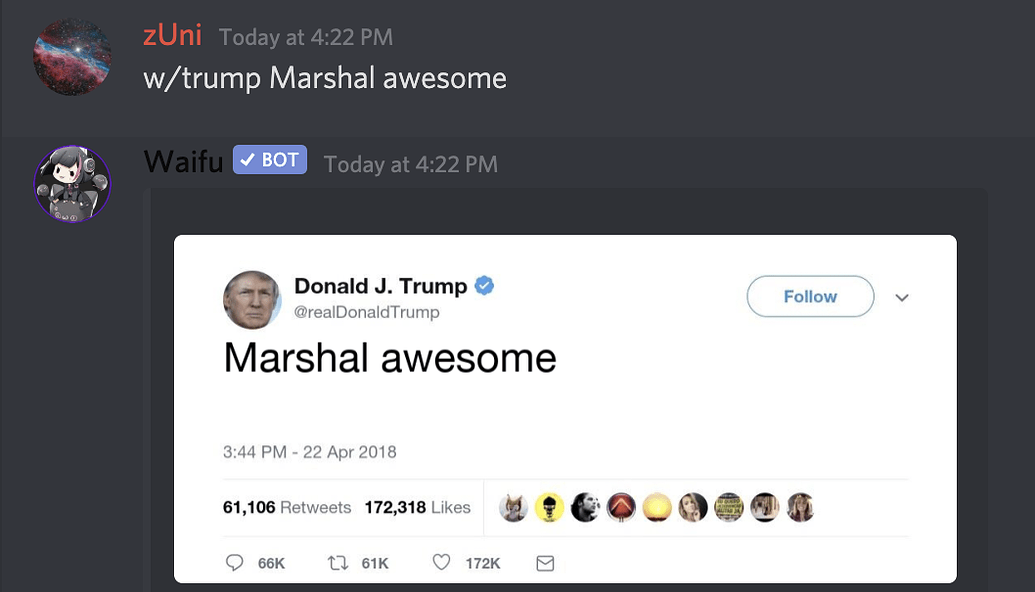 zUni Today at 4:22 PM
w/trump Marshal awesome
Waifu ✓ BOT Today at 4:22 PM
Donald J. Trump
@realDonaldTrump
Follow
Marshal awesome
3:44 PM - 22 Apr 2018
61,106 Retweets 172,318 Likes
66K 61K 172K